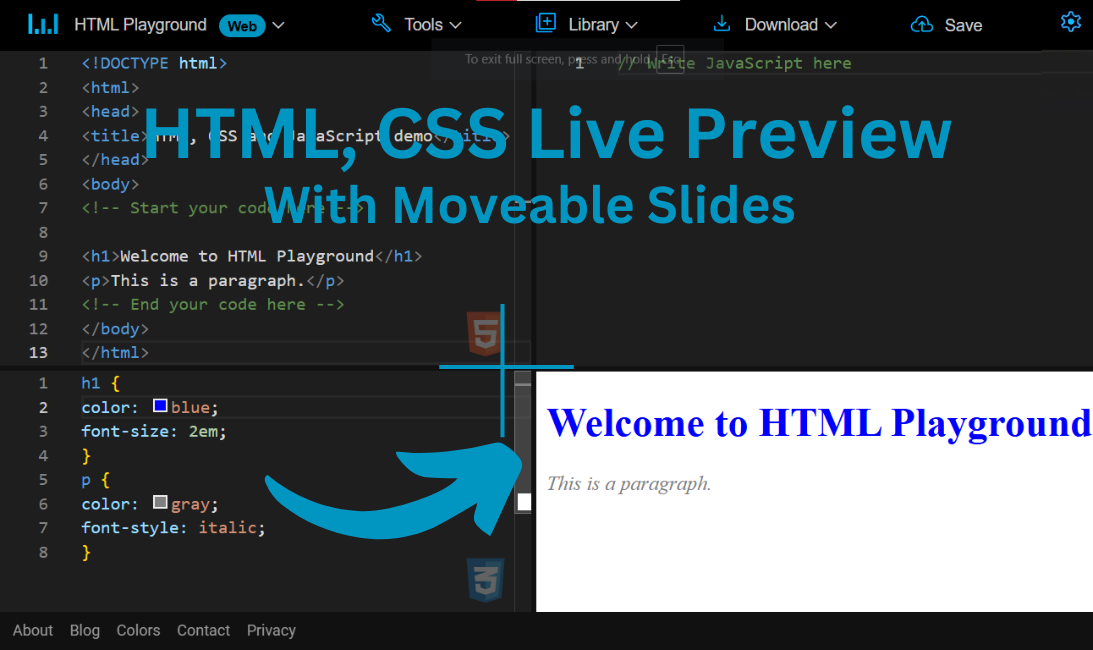 HTML Playground Web Tools Library Download Save
To exit full screen, press and hold Esc
HTML, CSS Live Preview
With Moveable Slides
1 <!DOCTYPE html>
2 <html>
3 <head>
4 <title>HTML, CSS and JavaScript demo</title>
5 </head>
6 <body>
7 <!-- Start your code here -->
8
9 <h1>Welcome to HTML Playground</h1>
10 <p>This is a paragraph.</p>
11 <!-- End your code here -->
12 </body>
13 </html>
1 // Write JavaScript here
5
1 h1 {
2 color: blue;
3 font-size: 2em;
4 }
5 p {
6 color: gray;
7 font-style: italic;
8 }
3
Welcome to HTML Playground
This is a paragraph.
About Blog Colors Contact Privacy